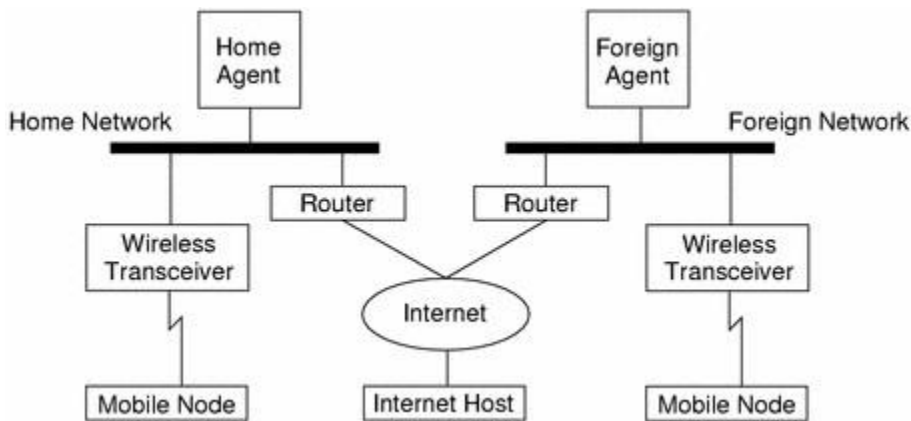 Home
Agent
Foreign
Agent
Home Network
Foreign Network
Router
Router
Wireless
Transceiver
Wireless
Transceiver
Internet
Mobile Node
Internet Host
Mobile Node